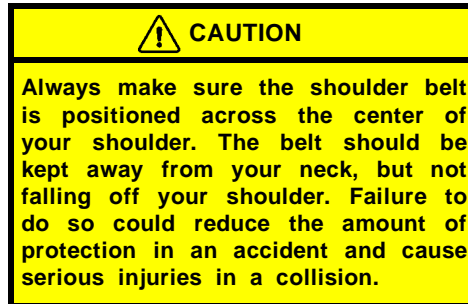 CAUTION
Always make sure the shoulder belt
is positioned across the center of
your shoulder. The belt should be
kept away from your neck, but not
falling off your shoulder. Failure to
do so could reduce the amount of
protection in an accident and cause
serious injuries in a collision.